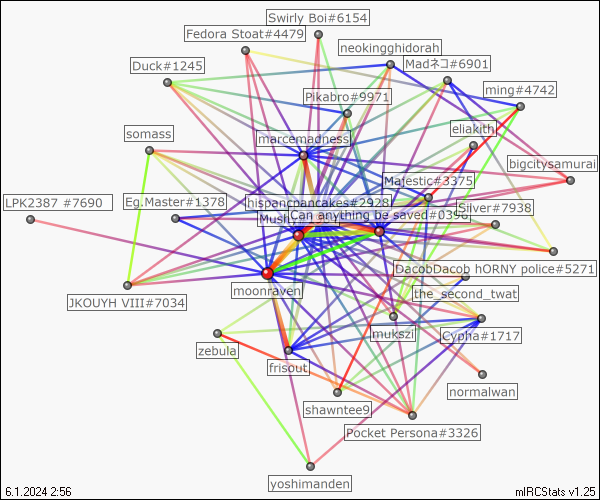 Swirly Boi#6154
Fedora Stoat#4479
neokingghidorah
Duck#1245
Madネコ#6901
ming#4742
Pikabro#9971
eliakith
somass
marcemadness
bigcitysamurai
Majestic#3375
LPK2387 #7690
Eg.Master#1378
hispanicpancakes#2928
Silver#7938
Can anything be saved#0396
DacobDacob hORNY police#5271
moonraven
the_second_twat
JKOUYH VIII#7034
mukszi
Cypha#1717
zebula
frisout
normalwan
shawntee9
Pocket Persona#3326
yoshimanden
6.1.2024 2:56
mIRCStats v1.25